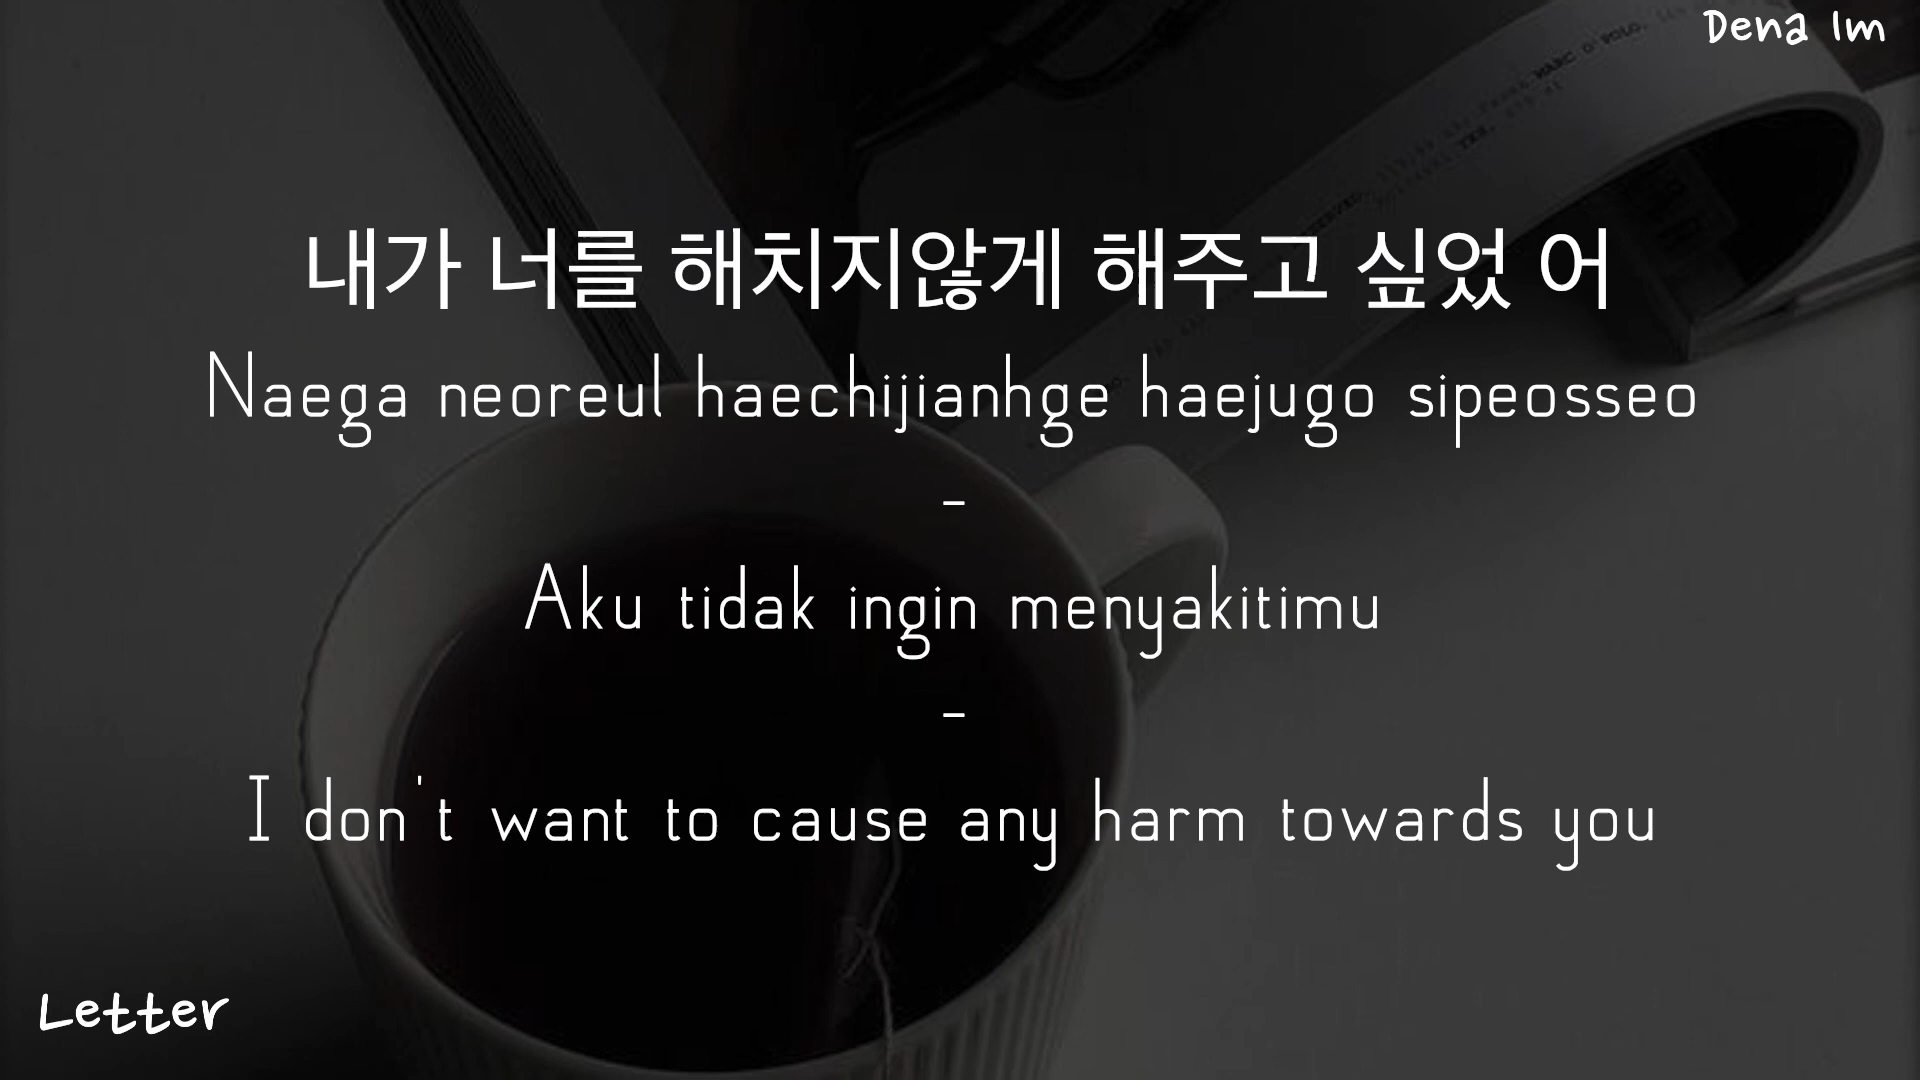 Dena Im
내가 너를 해치지않게 해주고 싶었 어
Naega neoreul haechijianhge haejugo sipeosseo
-
Aku tidak ingin menyakitimu
-
I don't want to cause any harm towards you
Letter